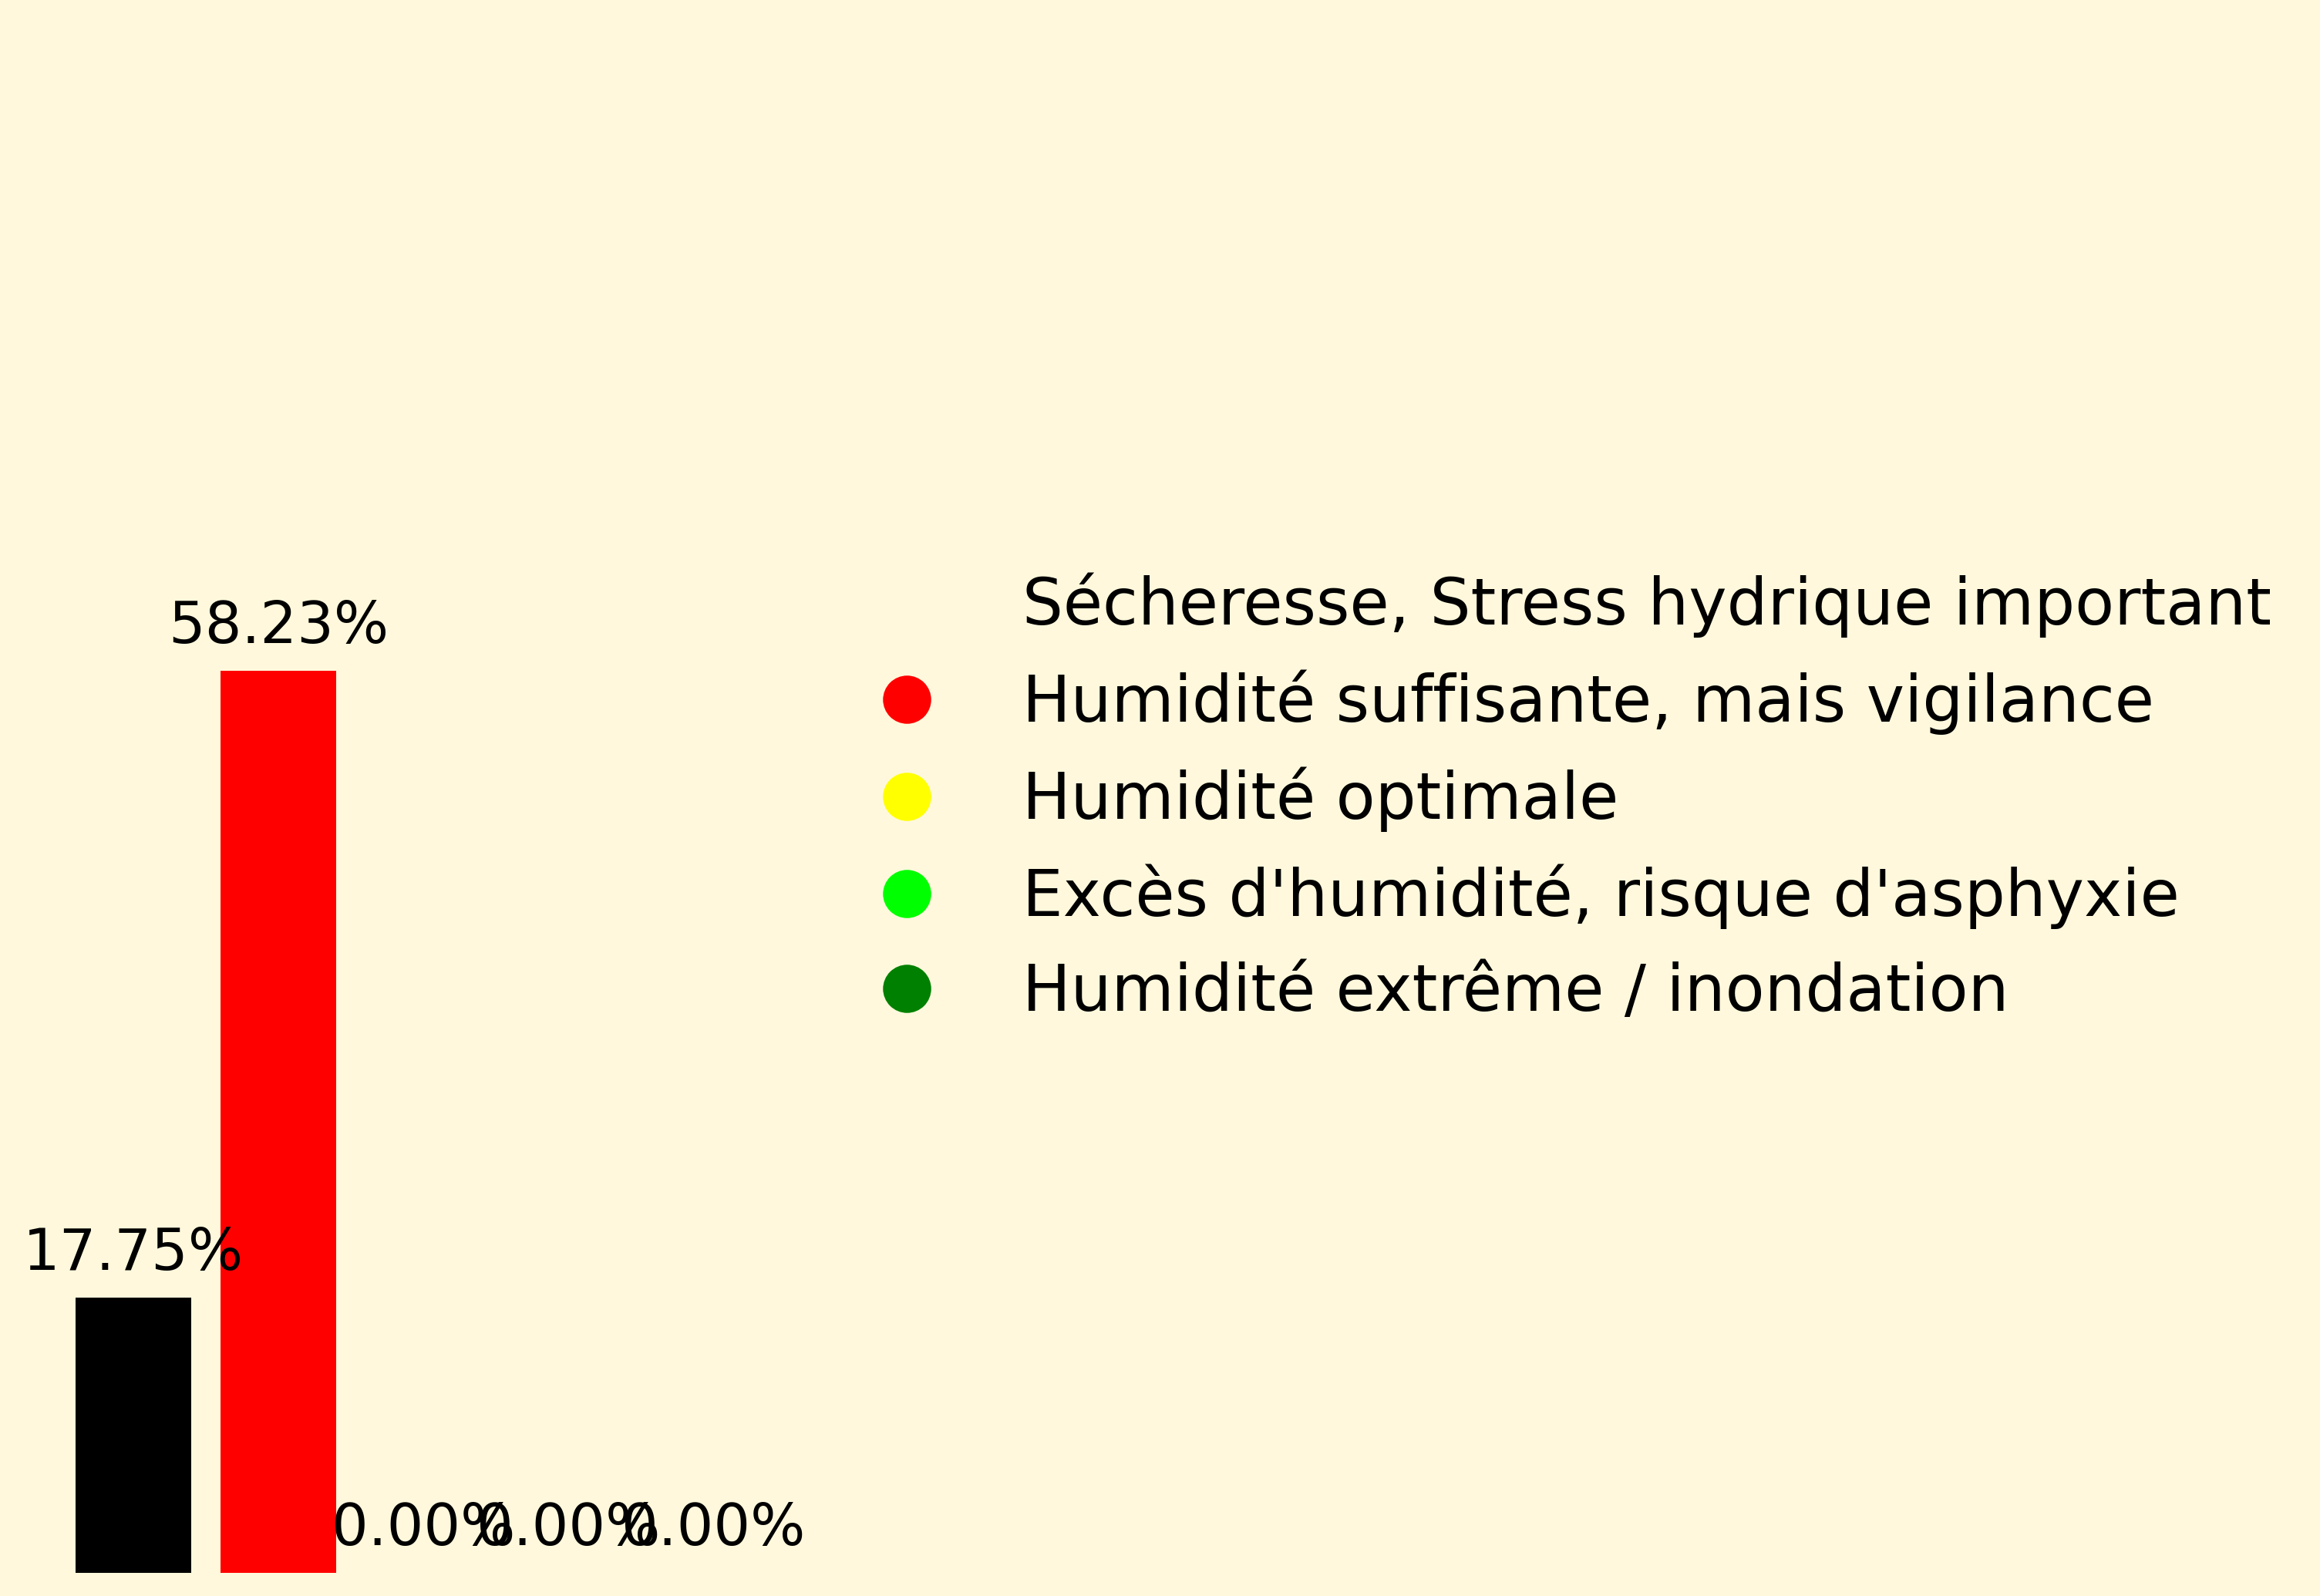 58.23%
17.75%
0.00%
0.00%
0.00%
Sécheresse, Stress hydrique important
Humidité suffisante, mais vigilance
Humidité optimale
Excès d'humidité, risque d'asphyxie
Humidité extrême / inondation